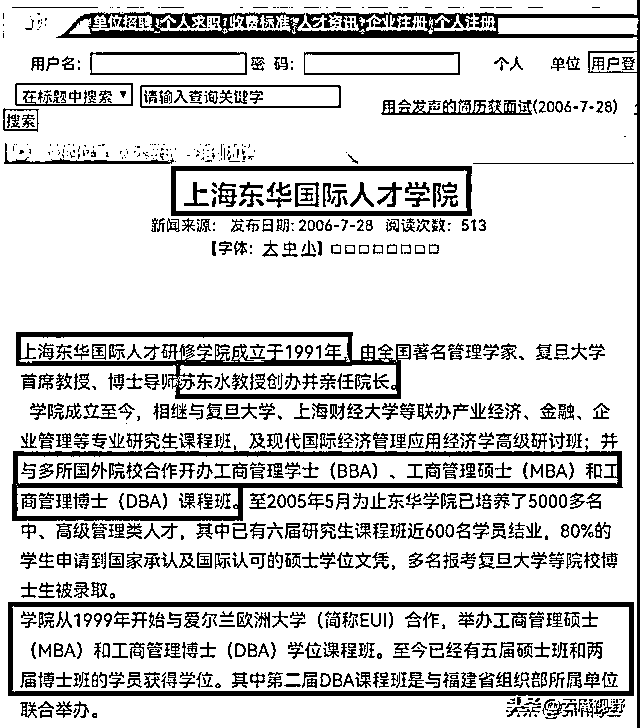 单位招聘 个人求职 收费标准 人才资讯 企业注册 个人注册
用户名： 密 码： 个人 单位 用户登
在标题中搜索 请输入查询关键字
用会发声的简历获面试(2006-7-28)
搜索
上海东华国际人才学院
新闻来源： 发布日期: 2006-7-28 阅读次数： 513
【字体： 大 中 小】 □□□□□□□□
上海东华国际人才研修学院成立于1991年，由全国著名管理学家、复旦大学
首席教授、博士导师苏东水教授创办并亲任院长。
学院成立至今，相继与复旦大学、上海财经大学等联办产业经济、金融、企
业管理等专业研究生课程班，及现代国际经济管理应用经济学高级研讨班；并
与多所国外院校合作开办工商管理学士（BBA）、工商管理硕士（MBA）和工
商管理博士（DBA）课程班。至2005年5月为止东华学院已培养了5000多名
中、高级管理类人才，其中已有六届研究生课程班近600名学员结业，80%的
学生申请到国家承认及国际认可的硕士学位文凭，多名报考复旦大学等院校博
士生被录取。
学院从1999年开始与爱尔兰欧洲大学（简称EUI）合作，举办工商管理硕士
（MBA）和工商管理博士（DBA）学位课程班。至今已经有五届硕士班和两
届博士班的学员获得学位。其中第二届DBA课程班是与福建省组织部所属单位
联合举办。